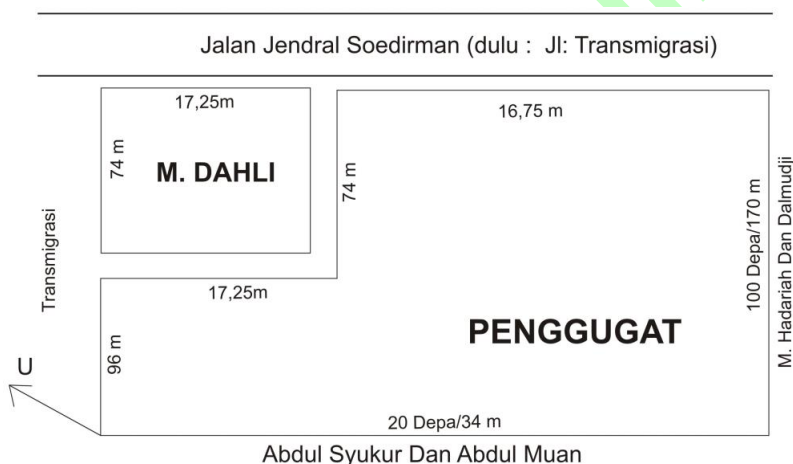 Jalan Jendral Soedirman (dulu :  Jl: Transmigrasi)
17,25m
16,75 m
74 m
M. DAHLI
74 m
Transmigrasi
17,25m
100 Depa/170 m
M. Hadariah Dan Dalmudji
PENGGUGAT
96 m
U
20 Depa/34 m
Abdul Syukur Dan Abdul Muan